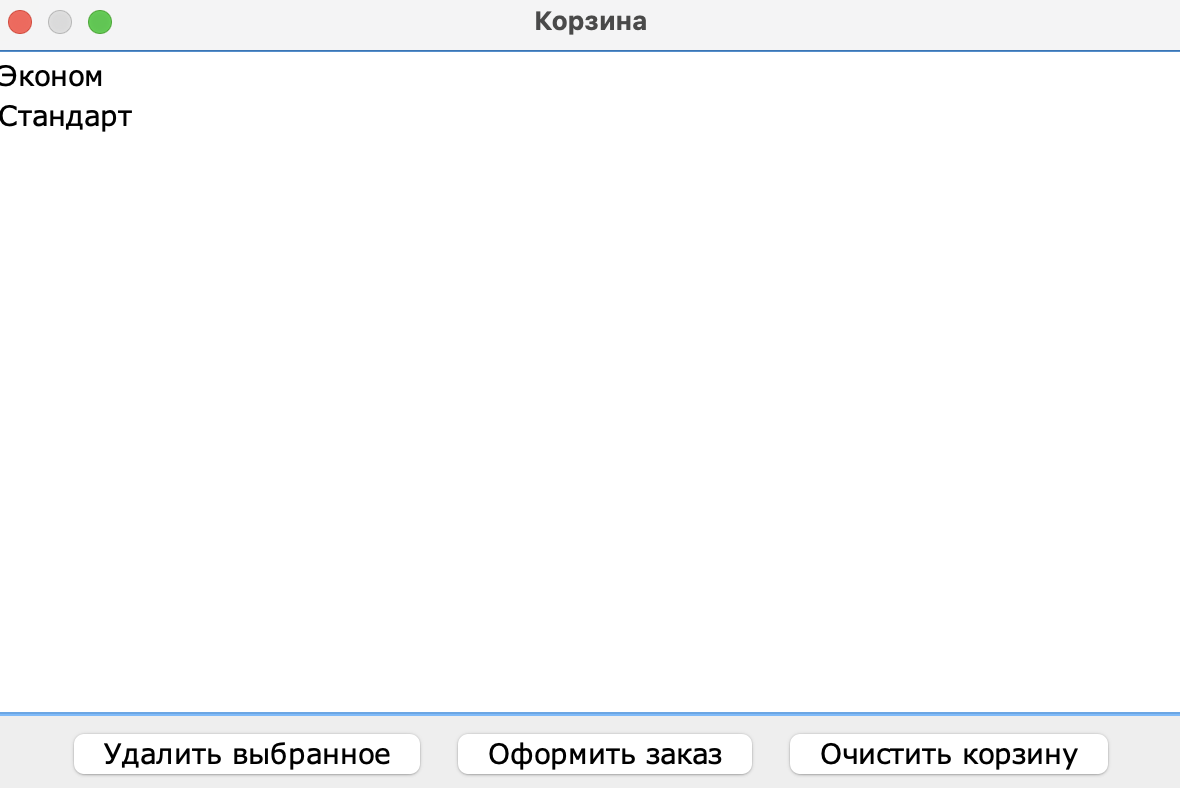 Корзина
Эконом
Стандарт
Удалить выбранное
Оформить заказ
Очистить корзину